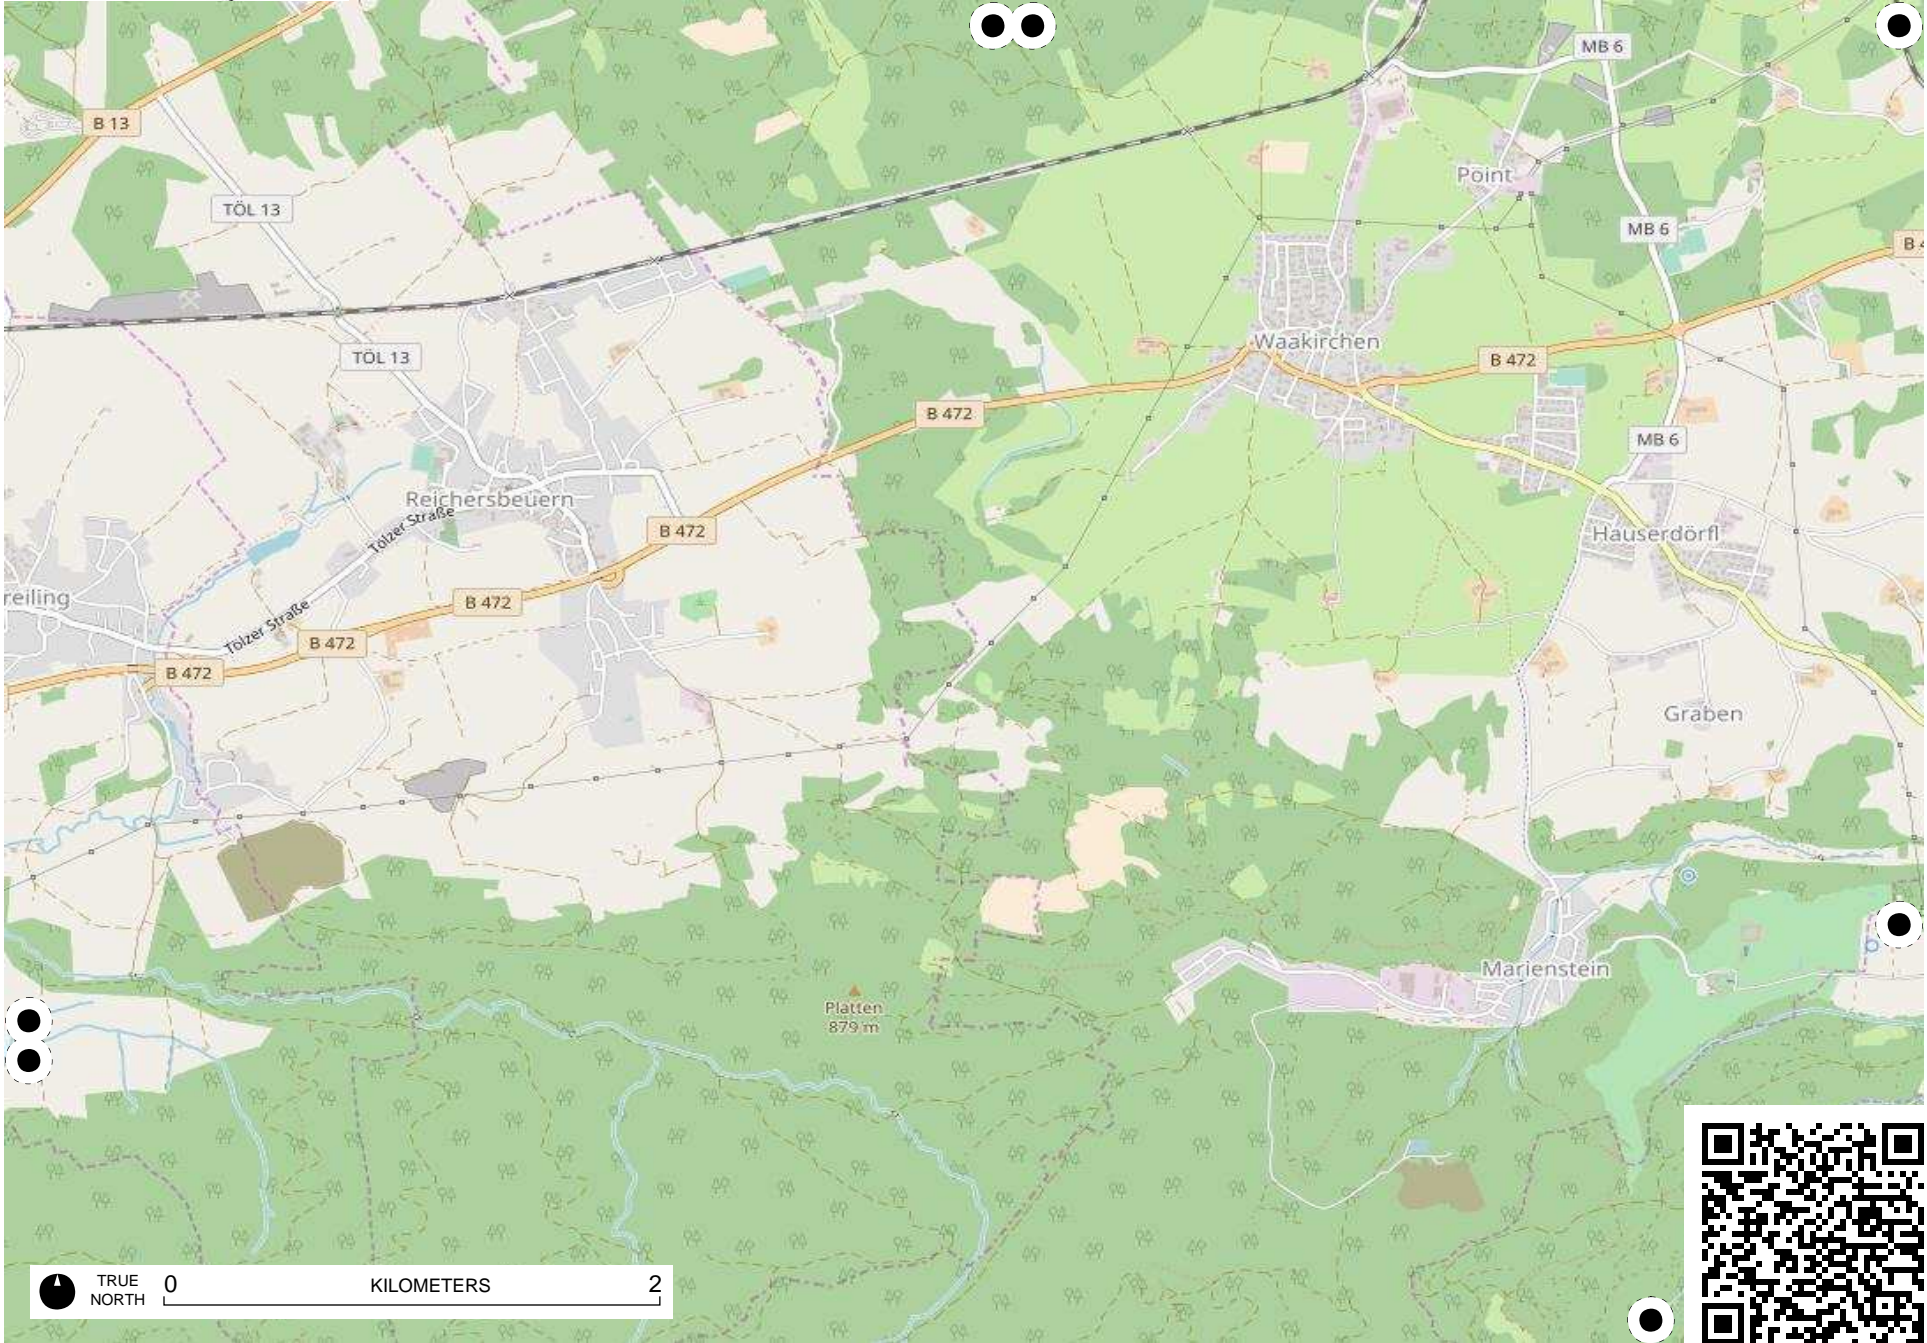 MB 6
B 13
Point
TÖL 13
MB 6
B 4
Waakirchen
TÖL 13
B 472
B 472
MB 6
Reichersbeuern
Tölzer Straße
B 472
Hauserdörfl
reiling
B 472
Tölzer Straße
B 472
B 472
Graben
Marienstein
Platten
879 m
TRUE
NORTH
0 KILOMETERS 2